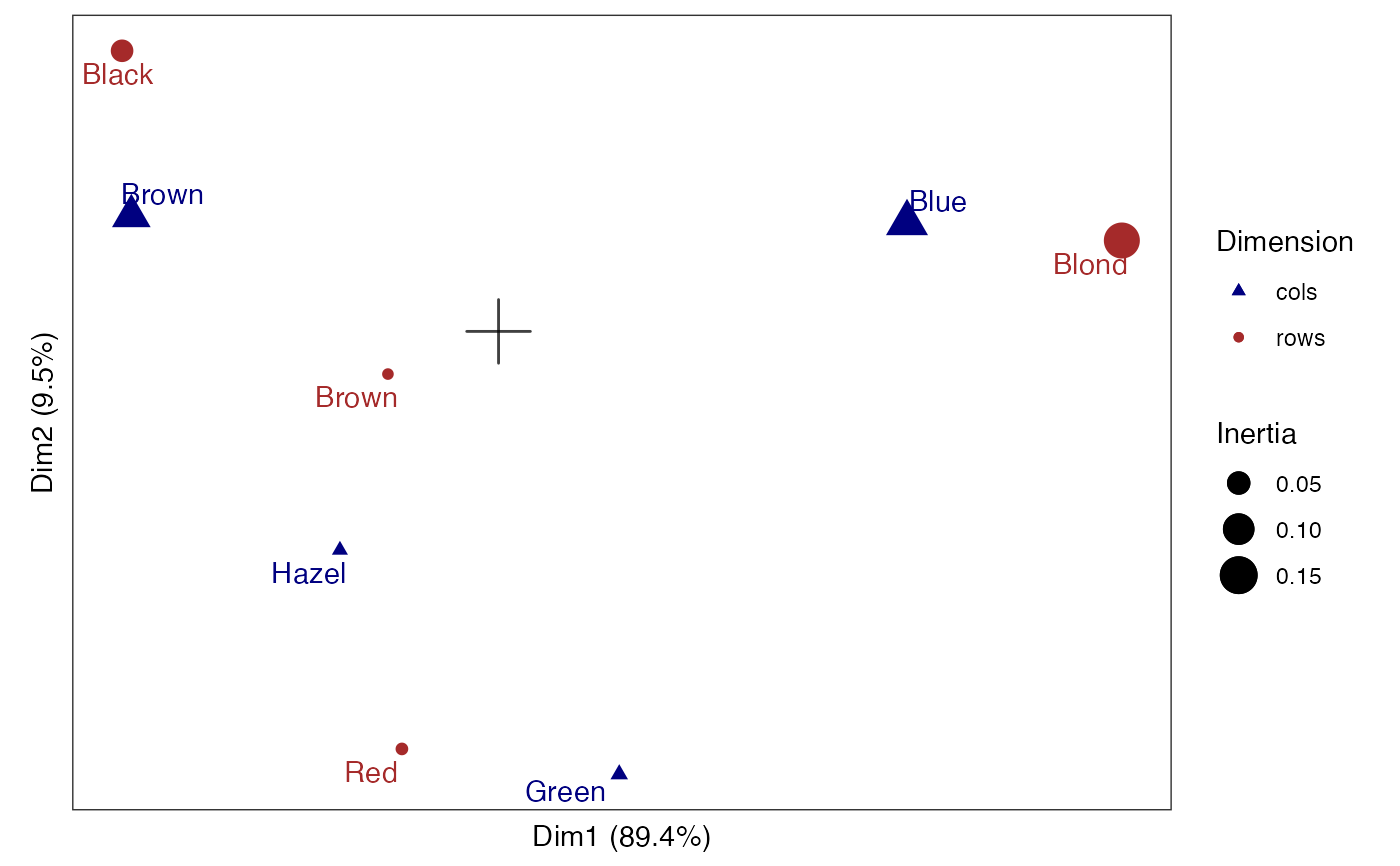 Black
Brown
Blue
Blond
Brown
Hazel
Red
Green
Dim1 (89.4%)
Dim2 (9.5%)
Dimension
cols
rows
Inertia
0.05
0.10
0.15